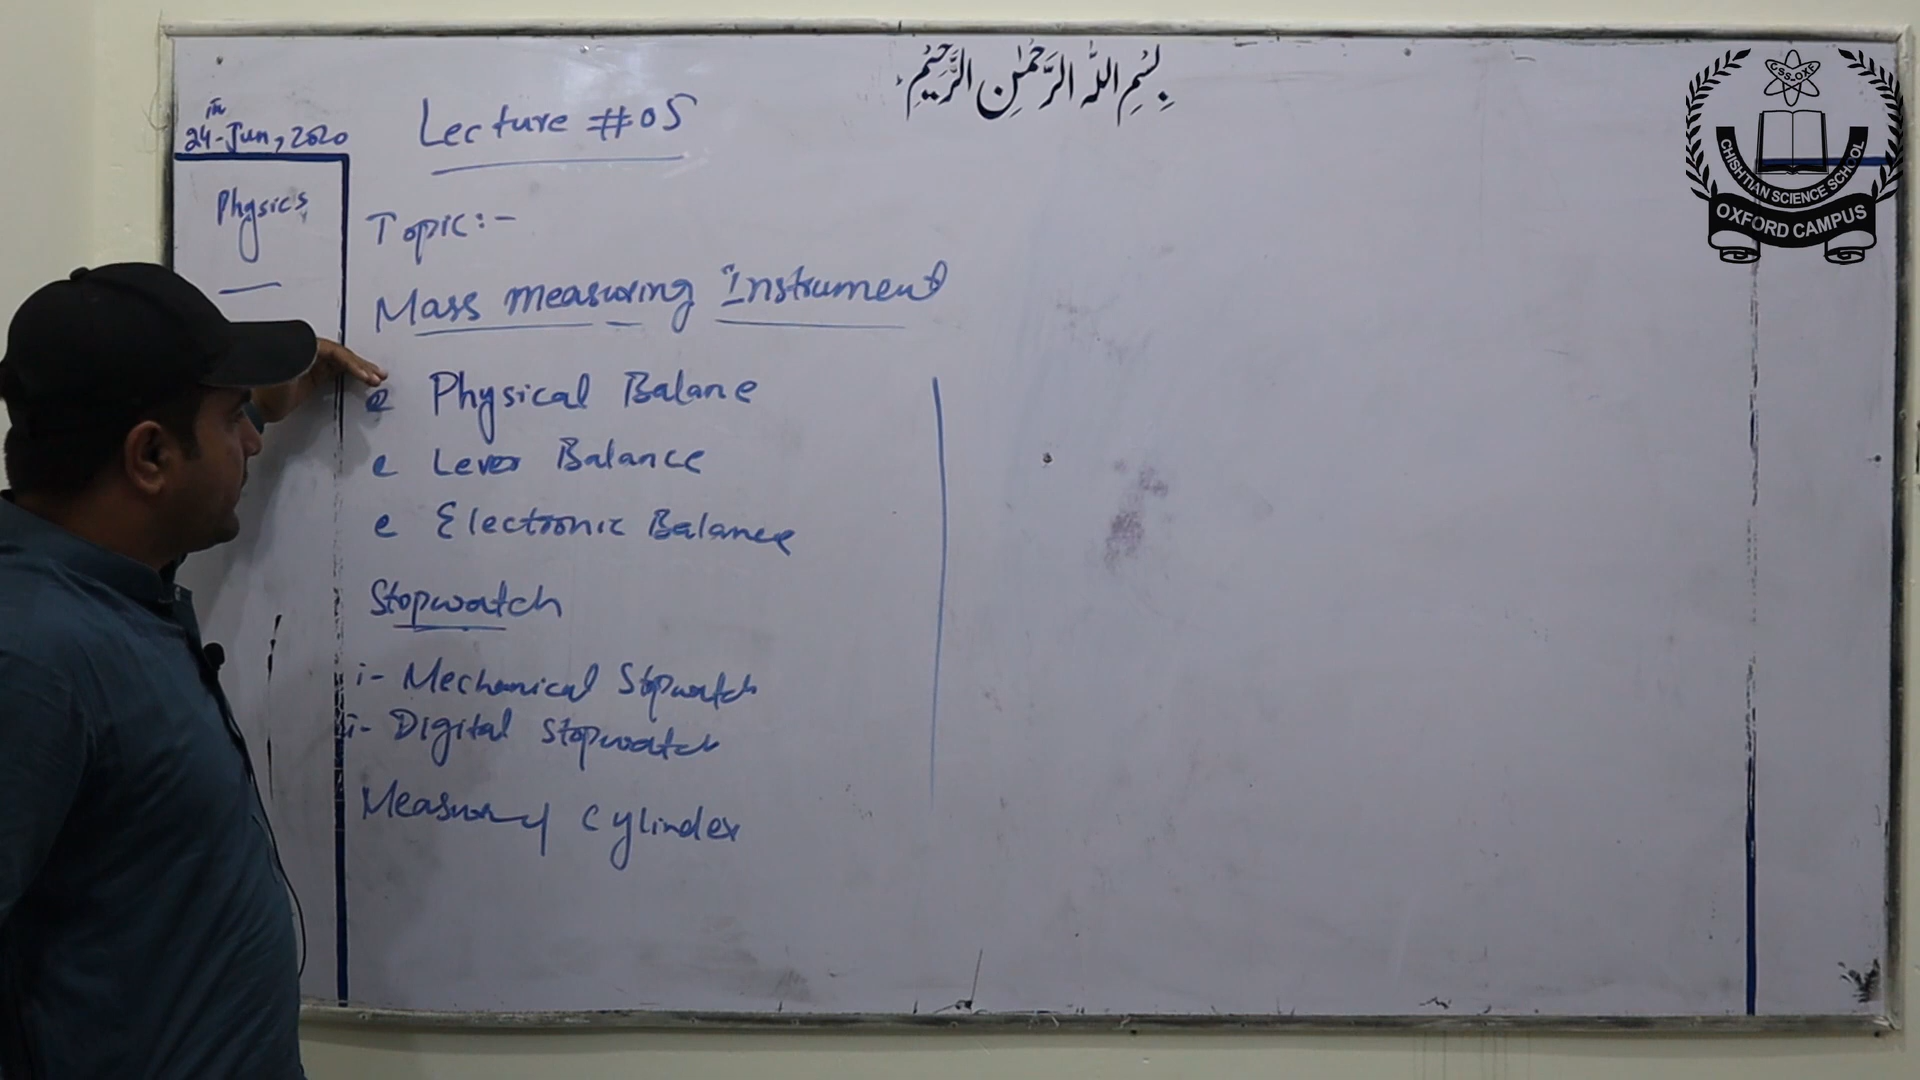 بِسْمِ اللّٰہِ الرَّحْمٰنِ الرَّحِیْمِ
24-Jun, 2020
Lecture #05
Physics
Topic:-
Mass measuring Instrument
Physical Balane
Lever Balance
Electronic Balance
Stopwatch
i- Mechanical Stopwatch
ii- Digital Stopwatch
Measuring Cylinder
CSS-OXF
CHISHTIAN SCIENCE SCHOOL
OXFORD CAMPUS